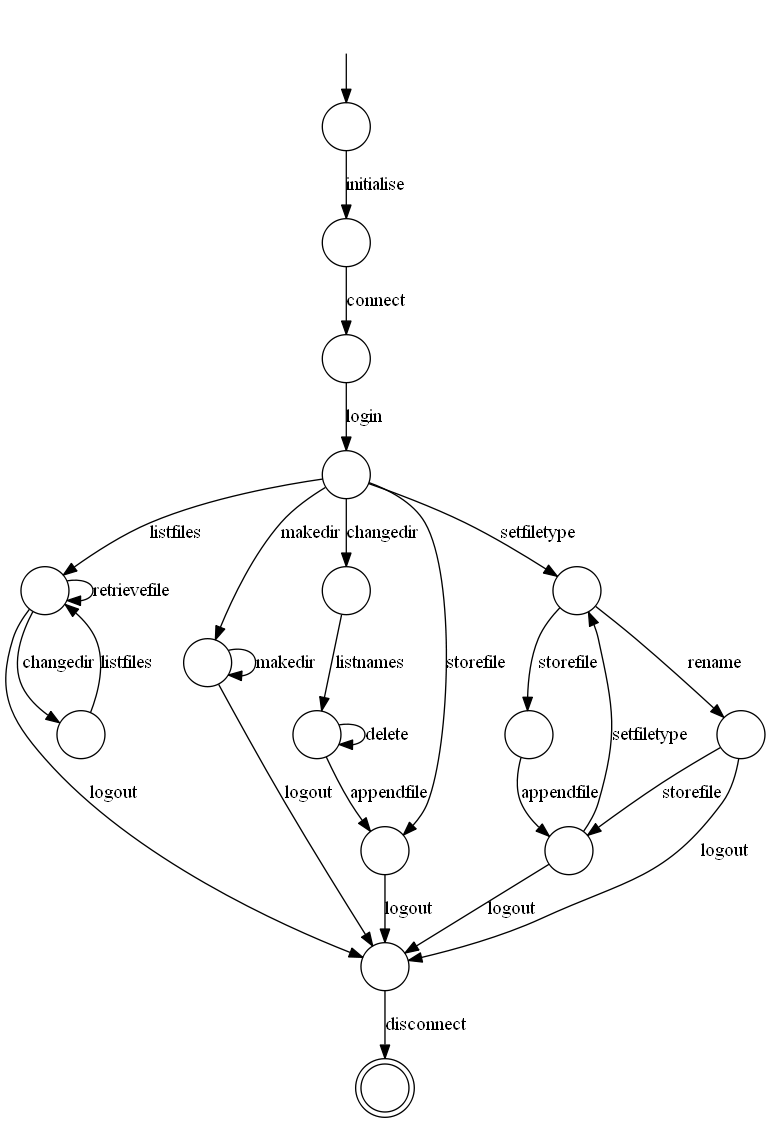 initialise
connect
login
listfiles
makedir
changedir
setfiletype
retrievefile
changedir
listfiles
makedir
listnames
storefile
storefile
rename
delete
setfiletype
logout
logout
appendfile
appendfile
storefile
logout
logout
logout
disconnect